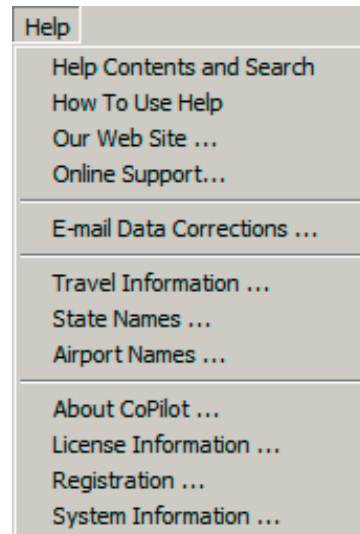 Help
Help Contents and Search
How To Use Help
Our Web Site ...
Online Support...
E-mail Data Corrections ...
Travel Information ...
State Names ...
Airport Names ...
About CoPilot ...
License Information ...
Registration ...
System Information ...